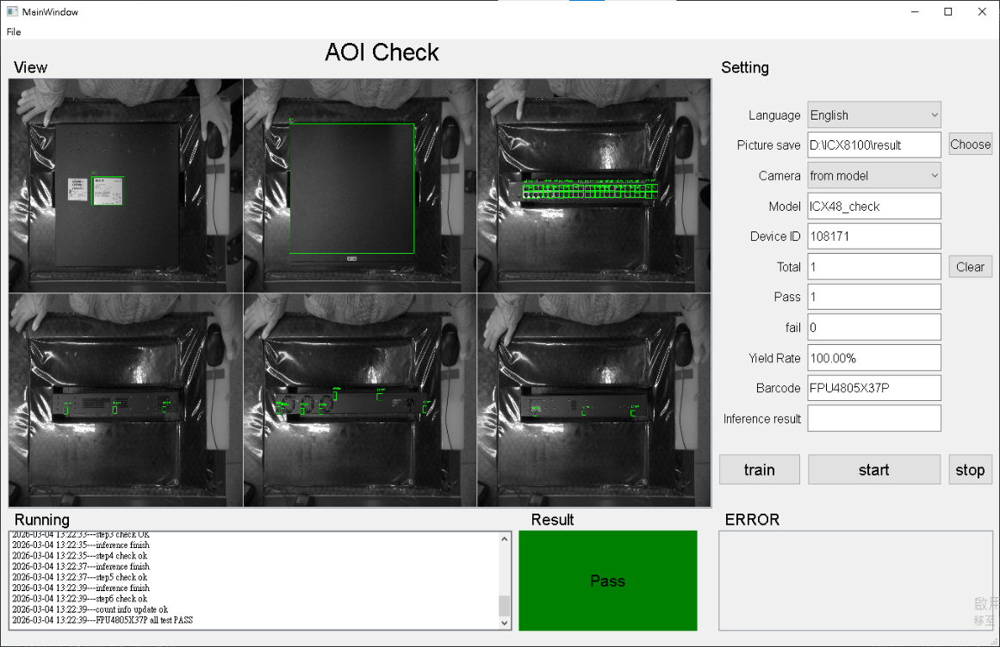 MainWindow
File
AOI Check
View
Setting
Language English
Picture save D:\ICX8100\result Choose
Camera from model
Model ICX48_check
Device ID 108171
Total 1 Clear
Pass 1
fail 0
Yield Rate 100.00%
Barcode FPU4805X37P
Inference result
train start stop
Running
2026-03-04 13:22:33---step3 check OK
2026-03-04 13:22:35---inference finish
2026-03-04 13:22:35---step4 check ok
2026-03-04 13:22:37---inference finish
2026-03-04 13:22:37---step5 check ok
2026-03-04 13:22:39---inference finish
2026-03-04 13:22:39---step6 check ok
2026-03-04 13:22:39---count info update ok
2026-03-04 13:22:39---FPU4805X37P all test PASS
Result
Pass
ERROR
啟用
移至